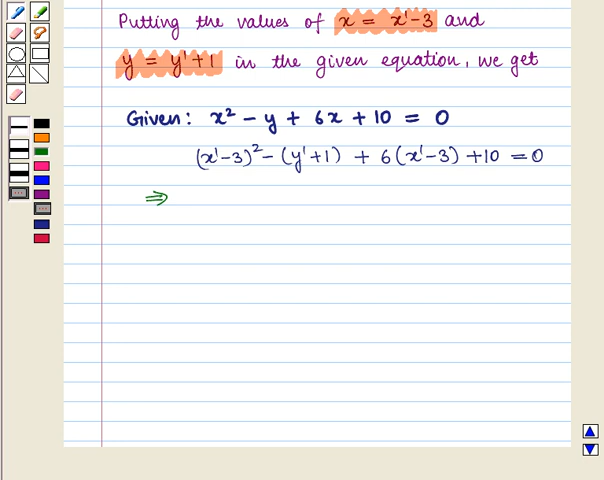 Putting the values of x = x'-3 and
y = y'+1 in the given equation, we get
Given: x² - y + 6x + 10 = 0
(x'-3)² - (y'+1) + 6(x'-3) + 10 = 0
⇒